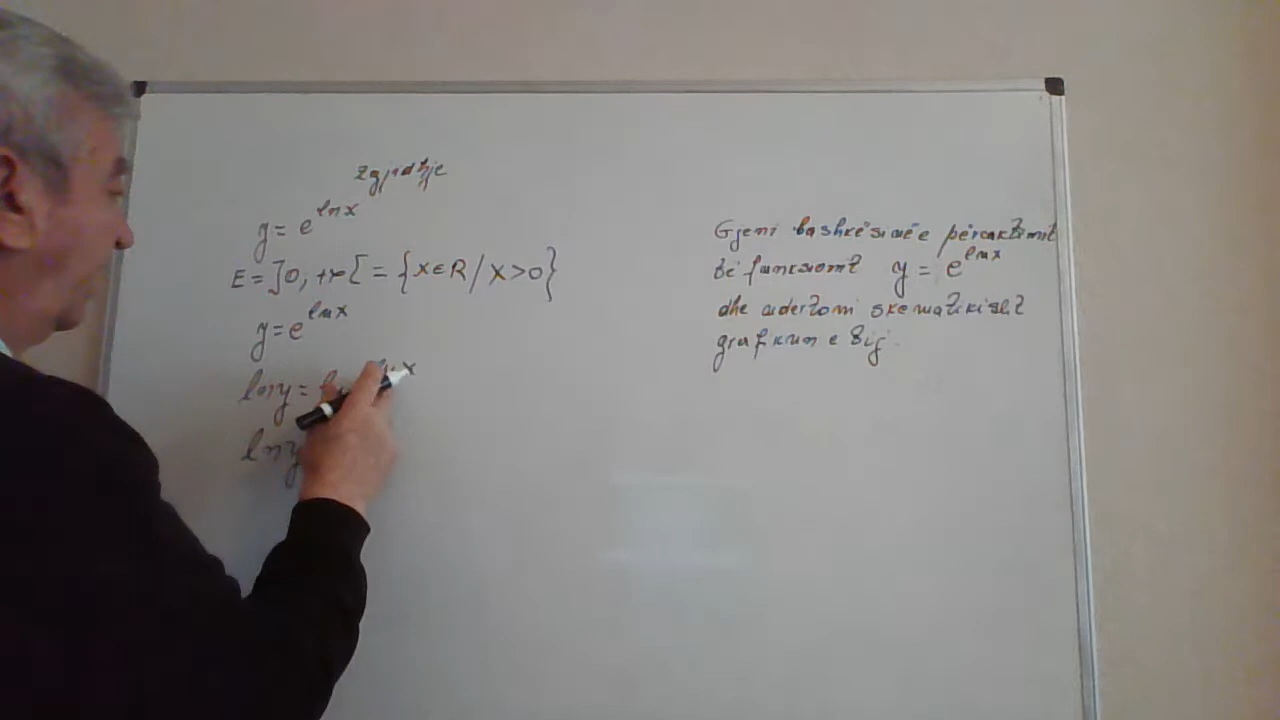 zgjidhje
y = e^{ln x}
E = ]0, +∞[ = {x ∈ R / x > 0}
y = e^{ln x}
ln y =
ln y
Gjeni bashkësinë e përcaktimit
të funksionit y = e^{ln x}
dhe ndërtoni skematikisht
grafikun e tij.